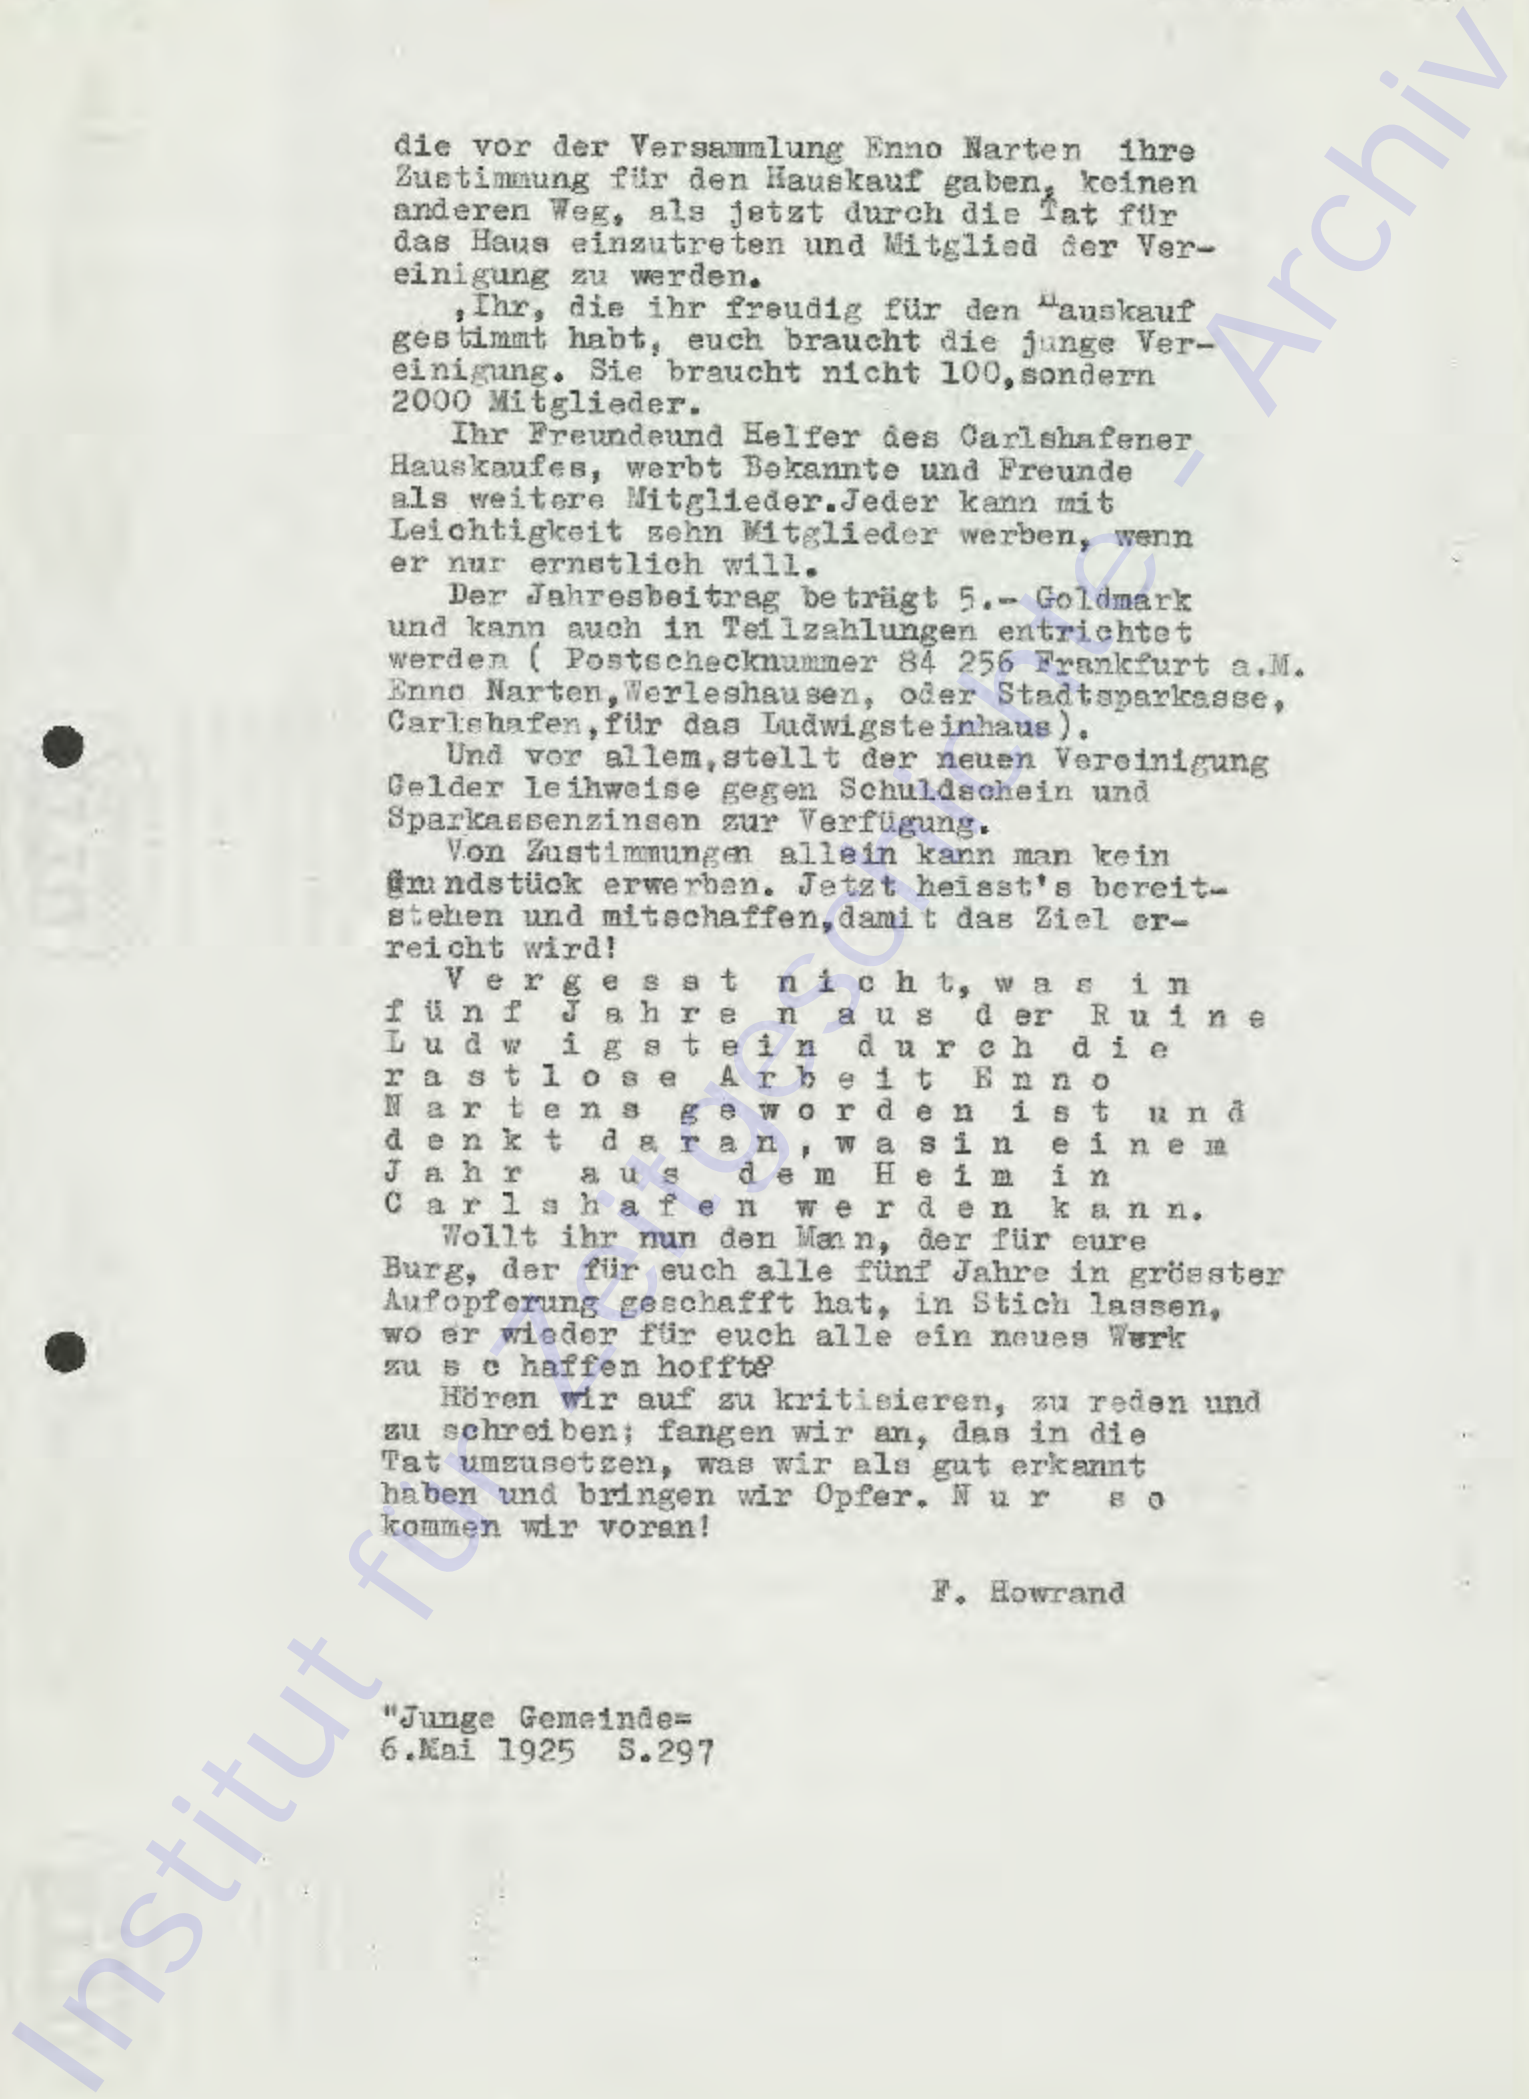 die vor der Versammlung Enno Narten ihre
Zustimmung für den Hauskauf gaben, keinen
anderen Weg, als jetzt durch die Tat für
das Haus einzutreten und Mitglied der Ver-
einigung zu werden.
,Ihr, die ihr freudig für den Hauskauf
gestimmt habt, euch braucht die junge Ver-
einigung. Sie braucht nicht 100,sondern
2000 Mitglieder.
Ihr Freundeund Helfer des Carlshafener
Hauskaufes, werbt Bekannte und Freunde
als weitere Mitglieder.Jeder kann mit
Leichtigkeit zehn Mitglieder werben, wenn
er nur ernstlich will.
Der Jahresbeitrag beträgt 5.- Goldmark
und kann auch in Teilzahlungen entrichtet
werden ( Postschecknummer 84 256 Frankfurt a.M.
Enno Narten,Werleshausen, oder Stadtsparkasse,
Carlshafen,für das Ludwigsteinhaus).
Und vor allem,stellt der neuen Vereinigung
Gelder leihweise gegen Schuldschein und
Sparkassenzinsen zur Verfügung.
Von Zustimmungen allein kann man kein
Grundstück erwerben. Jetzt heisst's bereit-
stehen und mitschaffen,damit das Ziel er-
reicht wird!
V e r g e s s t n i c h t, w a s i n
f ü n f J a h r e n a u s d e r R u i n e
L u d w i g s t e i n d u r c h d i e
r a s t l o s e A r b e i t E n n o
N a r t e n s g e w o r d e n i s t u n d
d e n k t d a r a n , w a s i n e i n e m
J a h r a u s d e m H e i m i n
C a r l s h a f e n w e r d e n k a n n.
Wollt ihr nun den Mann, der für eure
Burg, der für euch alle fünf Jahre in grösster
Aufopferung geschafft hat, in Stich lassen,
wo er wieder für euch alle ein neues Werk
zu s c haffen hoffte?
Hören wir auf zu kritisieren, zu reden und
zu schreiben; fangen wir an, das in die
Tat umzusetzen, was wir als gut erkannt
haben und bringen wir Opfer. N u r s o
kommen wir voran!
F. Howrand
"Junge Gemeinde=
6.Mai 1925 S.297
Institut für Zeitgeschichte - Archiv